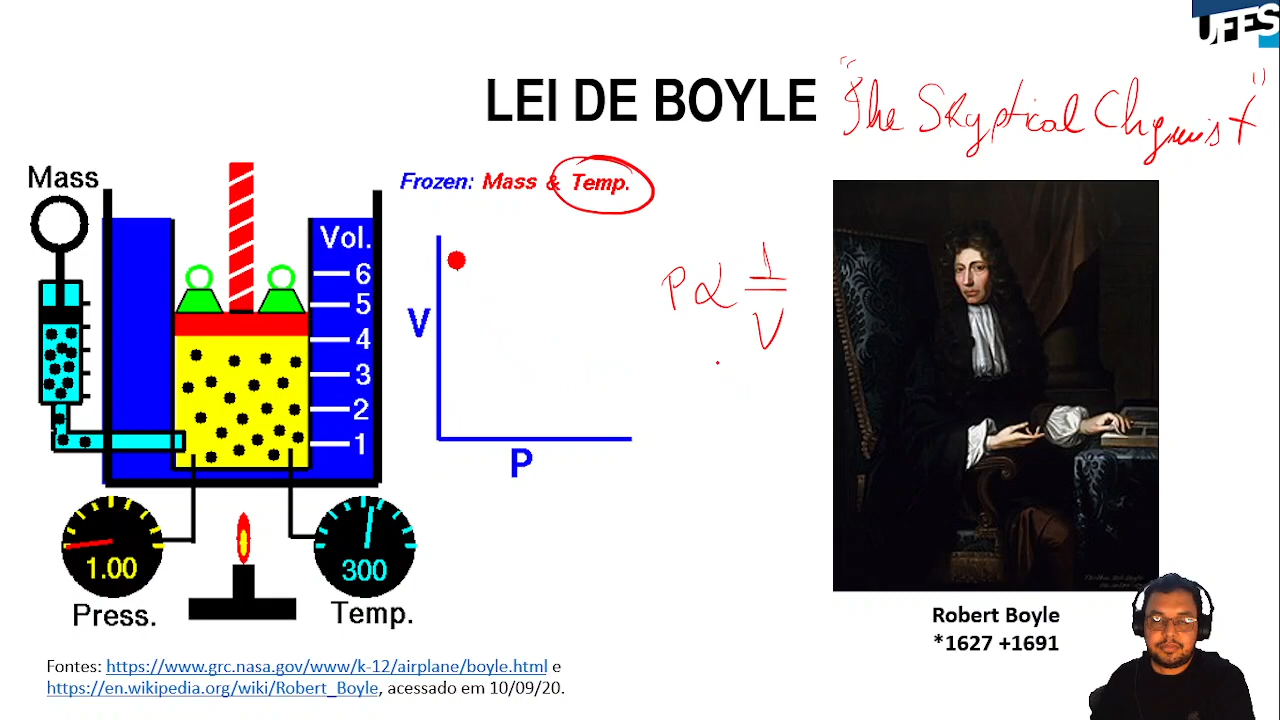 UFES
LEI DE BOYLE
"The Skyptical Chymist"
Mass
Frozen: Mass & Temp.
Vol.
6
5
4
3
2
1
V
P
P ∝ 1/V
1.00
Press.
300
Temp.
Robert Boyle
*1627 +1691
Fontes: https://www.grc.nasa.gov/www/k-12/airplane/boyle.html e
https://en.wikipedia.org/wiki/Robert_Boyle, acessado em 10/09/20.